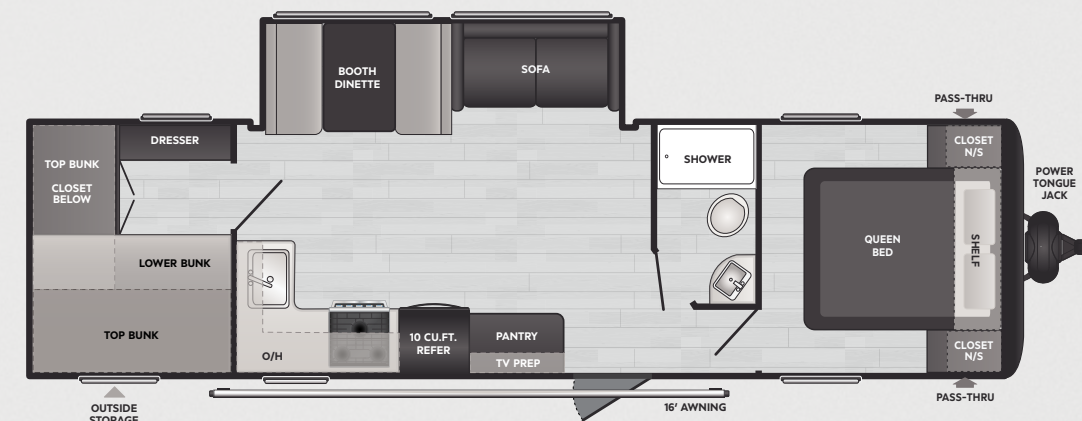 BOOTH
DINETTE
SOFA
PASS-THRU
DRESSER
TOP BUNK
CLOSET
BELOW
SHOWER
CLOSET
N/S
POWER
TONGUE
JACK
LOWER BUNK
QUEEN
BED
SHELF
TOP BUNK
O/H
10 CU.FT.
REFER
PANTRY
TV PREP
CLOSET
N/S
PASS-THRU
OUTSIDE
STORAGE
16' AWNING